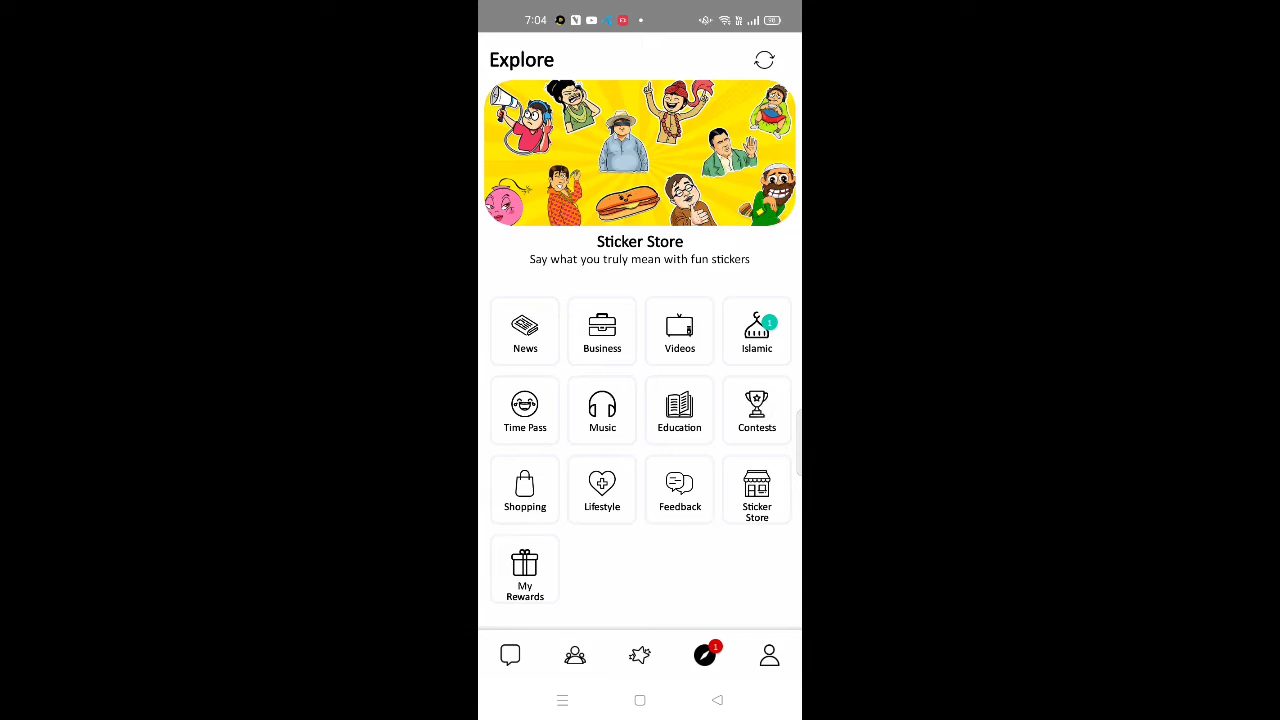 7:04
Explore
Sticker Store
Say what you truly mean with fun stickers
News
Business
Videos
1
Islamic
Time Pass
Music
Education
Contests
Shopping
Lifestyle
Feedback
Sticker
Store
My
Rewards
1